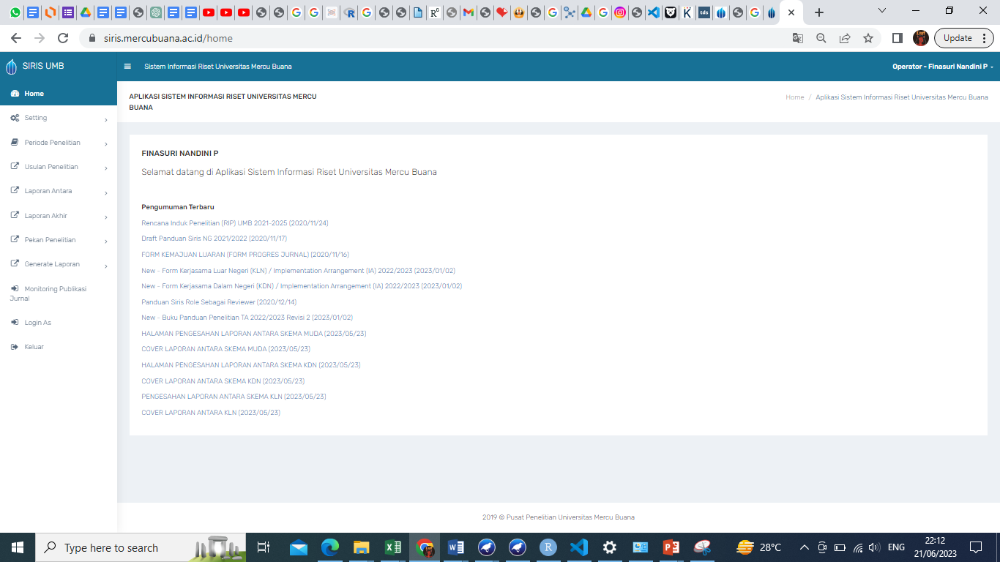 siris.mercubuana.ac.id/home
Update
SIRIS UMB
Sistem Informasi Riset Universitas Mercu Buana
Operator - Finasuri Nandini P
Home
Setting
Periode Penelitian
Usulan Penelitian
Laporan Antara
Laporan Akhir
Pekan Penelitian
Generate Laporan
Monitoring Publikasi
Jurnal
Login As
Keluar
APLIKASI SISTEM INFORMASI RISET UNIVERSITAS MERCU
BUANA
Home / Aplikasi Sistem Informasi Riset Universitas Mercu Buana
FINASURI NANDINI P
Selamat datang di Aplikasi Sistem Informasi Riset Universitas Mercu Buana
Pengumuman Terbaru
Rencana Induk Penelitian (RIP) UMB 2021-2025 (2020/11/24)
Draft Panduan Siris NG 2021/2022 (2020/11/17)
FORM KEMAJUAN LUARAN (FORM PROGRES JURNAL) (2020/11/16)
New - Form Kerjasama Luar Negeri (KLN) / Implementation Arrangement (IA) 2022/2023 (2023/01/02)
New - Form Kerjasama Dalam Negeri (KDN) / Implementation Arrangement (IA) 2022/2023 (2023/01/02)
Panduan Siris Role Sebagai Reviewer (2020/12/14)
New - Buku Panduan Penelitian TA 2022/2023 Revisi 2 (2023/01/02)
HALAMAN PENGESAHAN LAPORAN ANTARA SKEMA MUDA (2023/05/23)
COVER LAPORAN ANTARA SKEMA MUDA (2023/05/23)
HALAMAN PENGESAHAN LAPORAN ANTARA SKEMA KDN (2023/05/23)
COVER LAPORAN ANTARA SKEMA KDN (2023/05/23)
PENGESAHAN LAPORAN ANTARA SKEMA KLN (2023/05/23)
COVER LAPORAN ANTARA KLN (2023/05/23)
2019 © Pusat Penelitian Universitas Mercu Buana
Type here to search
28°C
ENG
22:12
21/06/2023